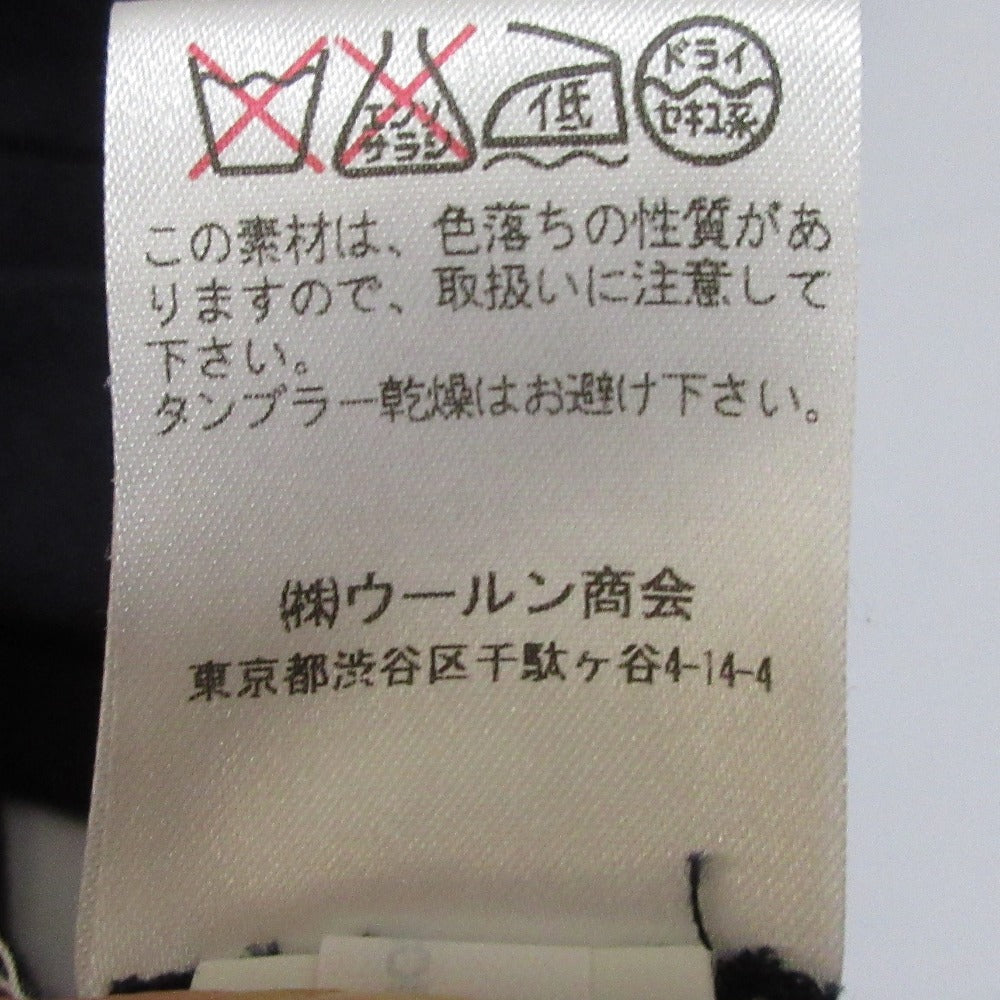 エンソ
サラシ
低
ドライ
セキユ系
この素材は、色落ちの性質があ
りますので、取扱いに注意して
下さい。
タンブラー乾燥はお避け下さい。
㈱ウールン商会
東京都渋谷区千駄ヶ谷4-14-4